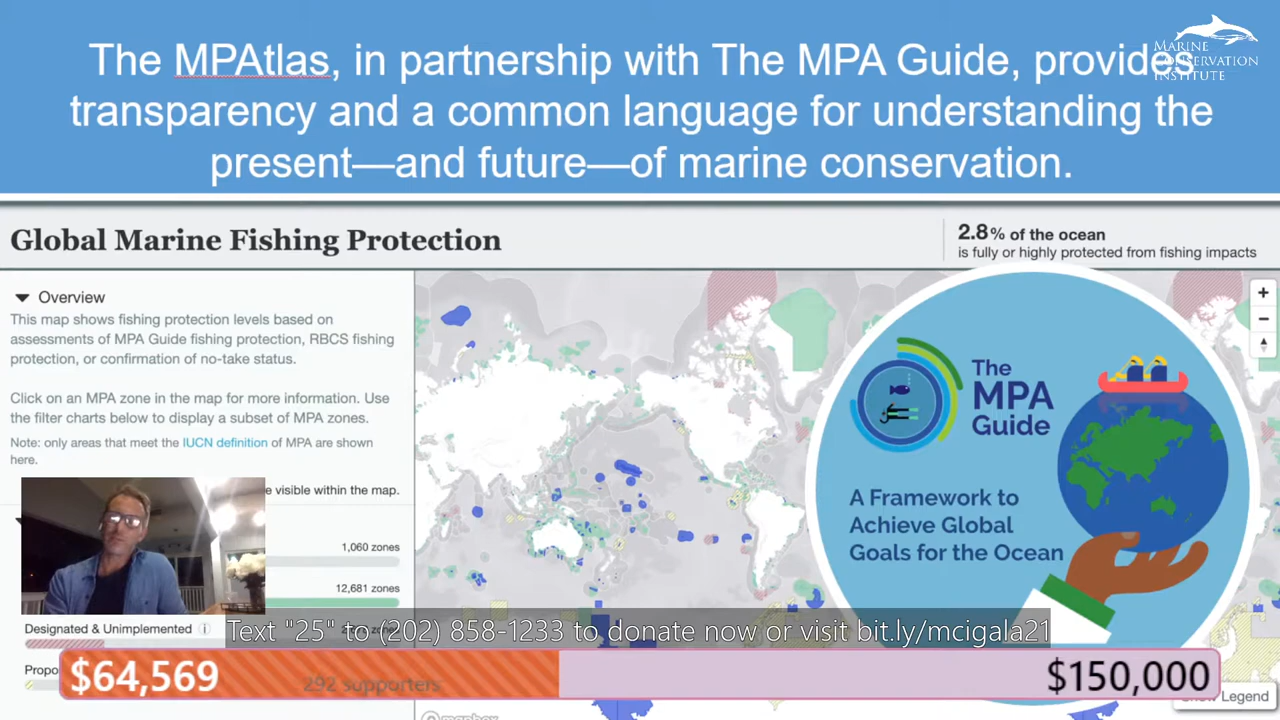 The MPAtlas, in partnership with The MPA Guide, provides
transparency and a common language for understanding the
present—and future—of marine conservation.
MARINE
CONSERVATION
INSTITUTE
Global Marine Fishing Protection
2.8% of the ocean
is fully or highly protected from fishing impacts
Overview
This map shows fishing protection levels based on
assessments of MPA Guide fishing protection, RBCS fishing
protection, or confirmation of no-take status.
Click on an MPA zone in the map for more information. Use
the filter charts below to display a subset of MPA zones.
Note: only areas that meet the IUCN definition of MPA are shown
here.
e visible within the map.
1,060 zones
12,681 zones
Designated & Unimplemented
Propo
The
MPA
Guide
A Framework to
Achieve Global
Goals for the Ocean
Text "25" to (202) 858-1233 to donate now or visit bit.ly/mcigala21
$64,569
292 supporters
$150,000
Legend
mapbox